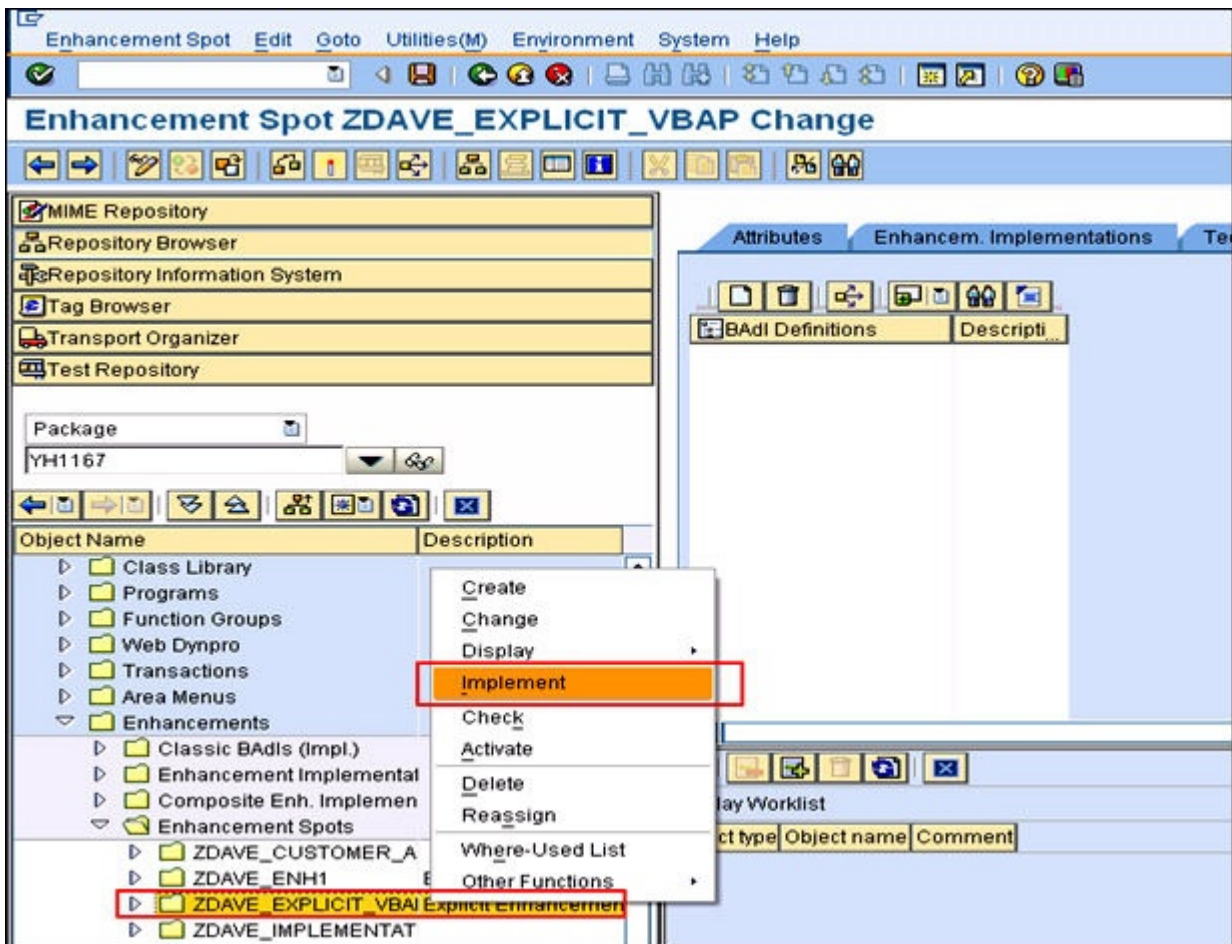 Enhancement Spot Edit Goto Utilities(M) Environment System Help
Enhancement Spot ZDAVE_EXPLICIT_VBAP Change
MIME Repository
Repository Browser
Repository Information System
Tag Browser
Transport Organizer
Test Repository
Attributes Enhancem. Implementations
BAdI Definitions Descripti...
Package
YH1167
Object Name Description
Class Library
Programs
Function Groups
Web Dynpro
Transactions
Area Menus
Enhancements
Classic BAdIs (Impl.)
Enhancement Implementat
Composite Enh. Implemen
Enhancement Spots
ZDAVE_CUSTOMER_A
ZDAVE_ENH1 E
ZDAVE_EXPLICIT_VBAI Explicit Enhancemen
ZDAVE_IMPLEMENTAT
Create
Change
Display
Implement
Check
Activate
Delete
Reassign
Where-Used List
Other Functions
lay Worklist
ct type Object name Comment